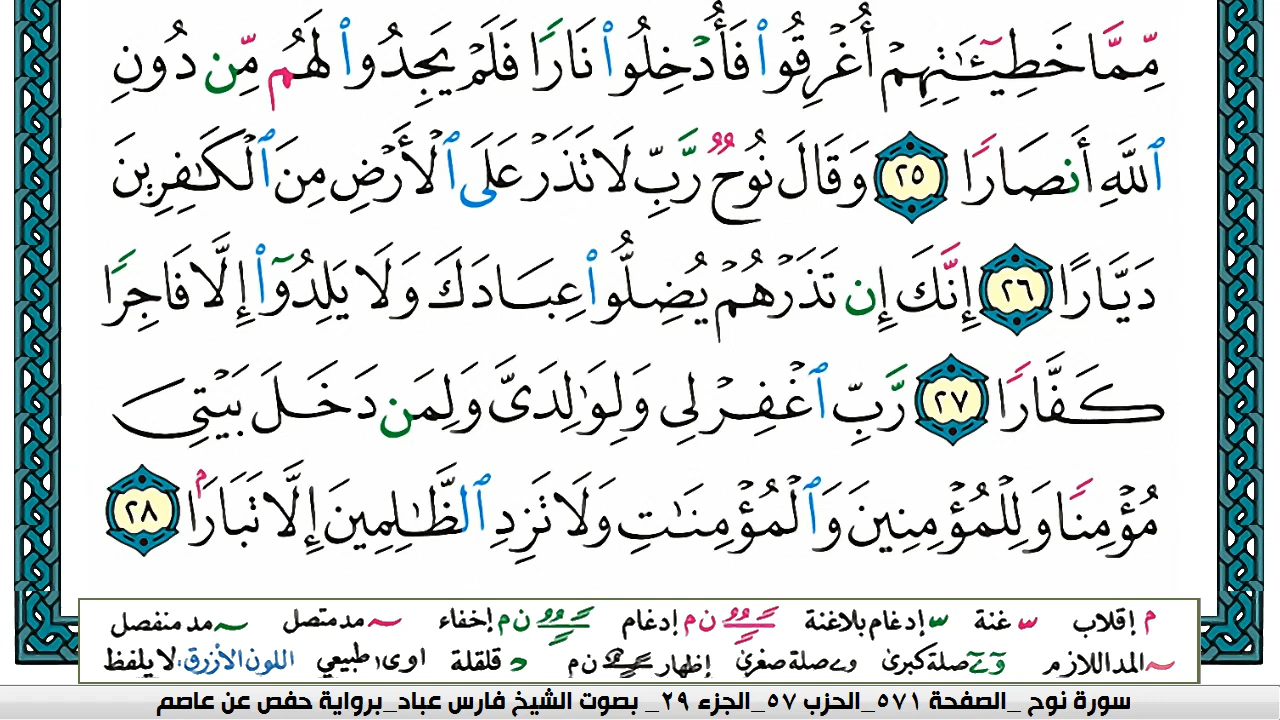 مِّمَّا خَطِيٓـَٰٔتِهِمْ أُغْرِقُوا۟ فَأُدْخِلُوا۟ نَارًا فَلَمْ يَجِدُوا۟ لَهُم مِّن دُونِ
ٱللَّهِ أَنصَارًا ٢٥ وَقَالَ نُوحٌ رَّبِّ لَا تَذَرْ عَلَى ٱلْأَرْضِ مِنَ ٱلْكَٰفِرِينَ
دَيَّارًا ٢٦ إِنَّكَ إِن تَذَرْهُمْ يُضِلُّوا۟ عِبَادَكَ وَلَا يَلِدُوٓا۟ إِلَّا فَاجِرًا
كَفَّارًا ٢٧ رَّبِّ ٱغْفِرْ لِى وَلِوَٰلِدَىَّ وَلِمَن دَخَلَ بَيْتِىَ
مُؤْمِنًا وَلِلْمُؤْمِنِينَ وَٱلْمُؤْمِنَٰتِ وَلَا تَزِدِ ٱلظَّٰلِمِينَ إِلَّا تَبَارًۢا ٢٨
م إقلاب ّ غنة ّ إدغام بلاغنة ن م إدغام ن م إخفاء ~ مد متصل ~ مد منفصل
~ المد اللازم و ے صلة كبرى و ے صلة صغرى إظهار ن م د قلقلة اوى طبيعي اللون الأزرق: لا يلفظ
سورة نوح _الصفحة ٥٧١_الحزب ٥٧_الجزء ٢٩_ بصوت الشيخ فارس عباد_برواية حفص عن عاصم